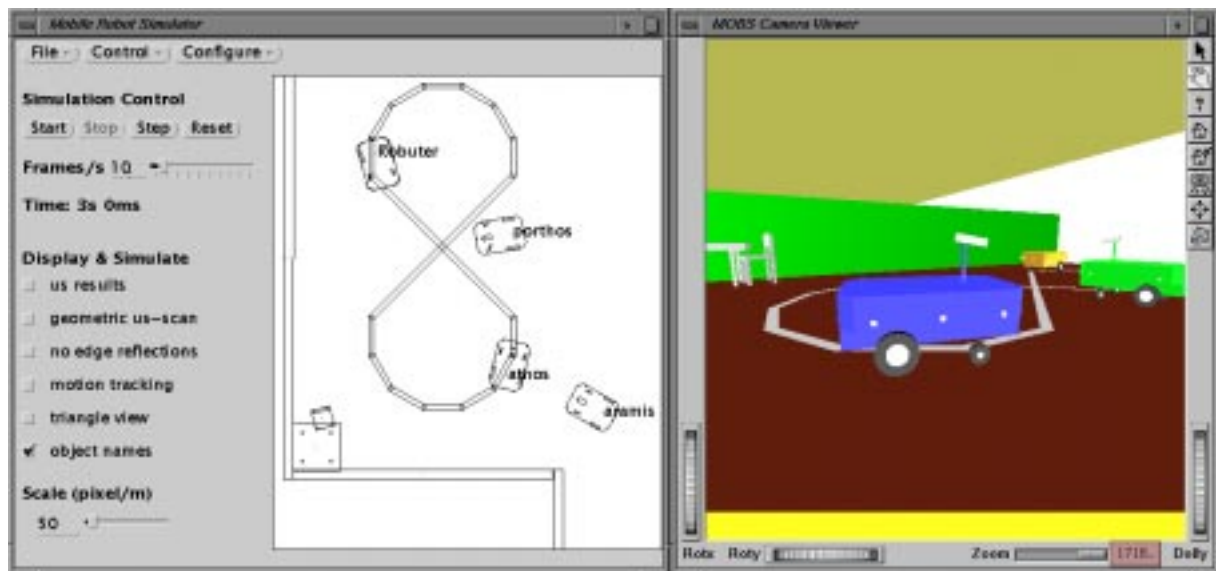 Mobile Robot Simulator
File Control Configure
Simulation Control
Start Stop Step Reset
Frames/s 10
Time: 3s 0ms
Display & Simulate
us results
geometric us-scan
no edge reflections
motion tracking
triangle view
object names
Scale (pixel/m)
50
Robuter
porthos
athos
aramis
MOBS Camera Viewer
?
Rotx Roty Zoom 1718. Dolly